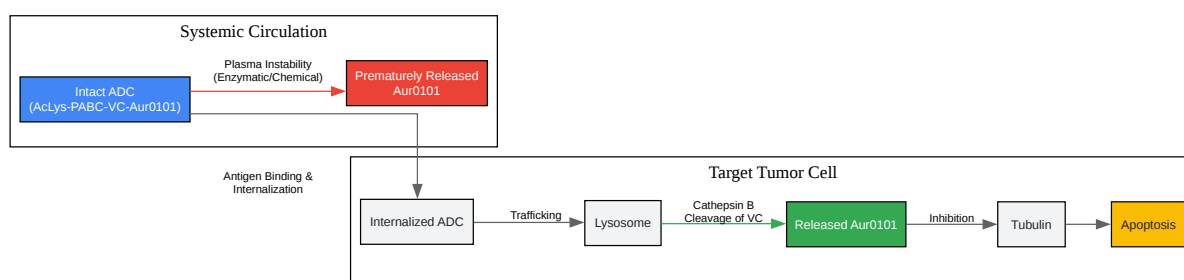 Systemic Circulation
Plasma Instability
(Enzymatic/Chemical)
Intact ADC
(AcLys-PABC-VC-Aur0101)
Prematurely Released
Aur0101
Antigen Binding &
Internalization
Target Tumor Cell
Internalized ADC
Trafficking
Lysosome
Cathepsin B
Cleavage of VC
Released Aur0101
Inhibition
Tubulin
Apoptosis